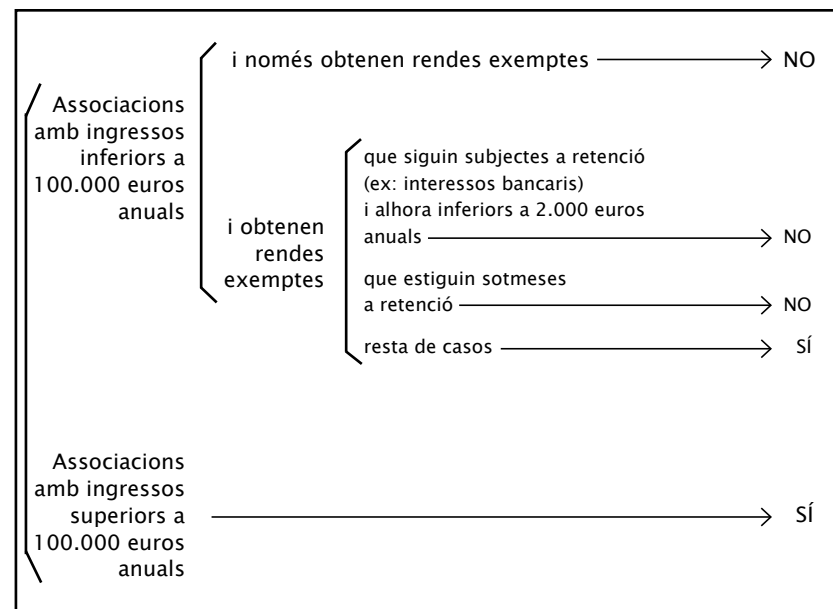 i només obtenen rendes exemptes NO
Associacions
amb ingressos
inferiors a
100.000 euros
anuals
i obtenen
rendes
exemptes
que siguin subjectes a retenció
(ex: interessos bancaris)
i alhora inferiors a 2.000 euros
anuals NO
que estiguin sotmeses
a retenció NO
resta de casos SÍ
Associacions
amb ingressos
superiors a
100.000 euros
anuals
SÍ